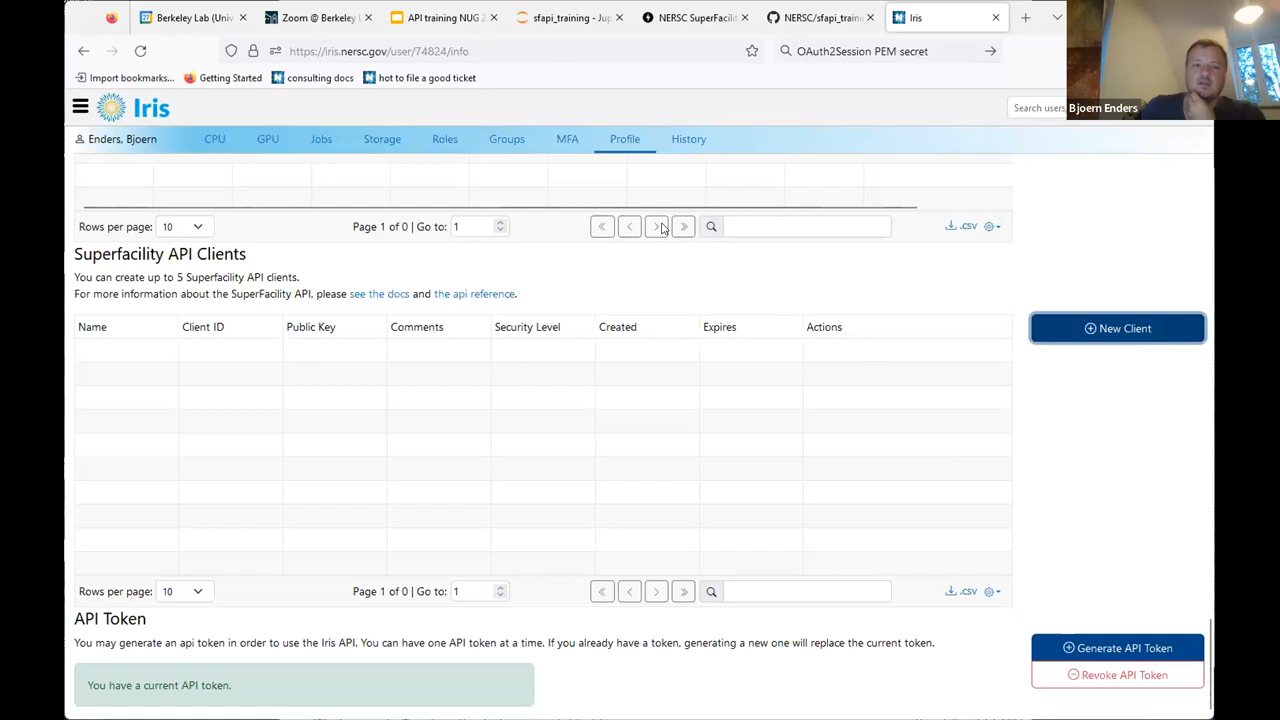 Berkeley Lab (Univ
Zoom @ Berkeley L
API training NUG 2
sfapi_training - Jup
NERSC SuperFacilit
NERSC/sfapi_trainin
Iris
https://iris.nersc.gov/user/74824/info
OAuth2Session PEM secret
Import bookmarks...
Getting Started
consulting docs
hot to file a good ticket
Bjoern Enders
Iris
Search users
Enders, Bjoern
CPU
GPU
Jobs
Storage
Roles
Groups
MFA
Profile
History
Rows per page: 10
Page 1 of 0 | Go to: 1
.csv
Superfacility API Clients
You can create up to 5 Superfacility API clients.
For more information about the SuperFacility API, please see the docs and the api reference.
Name
Client ID
Public Key
Comments
Security Level
Created
Expires
Actions
New Client
Rows per page: 10
Page 1 of 0 | Go to: 1
.csv
API Token
You may generate an api token in order to use the Iris API. You can have one API token at a time. If you already have a token, generating a new one will replace the current token.
Generate API Token
Revoke API Token
You have a current API token.